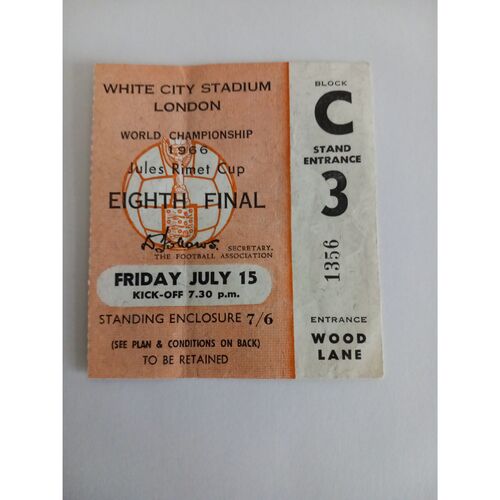 WHITE CITY STADIUM
LONDON
WORLD CHAMPIONSHIP
1966
Jules Rimet Cup
EIGHTH FINAL
SECRETARY.
THE FOOTBALL ASSOCIATION
FRIDAY JULY 15
KICK-OFF 7.30 p.m.
STANDING ENCLOSURE 7/6
(SEE PLAN & CONDITIONS ON BACK)
TO BE RETAINED
BLOCK
C
STAND
ENTRANCE
3
1356
ENTRANCE
WOOD
LANE